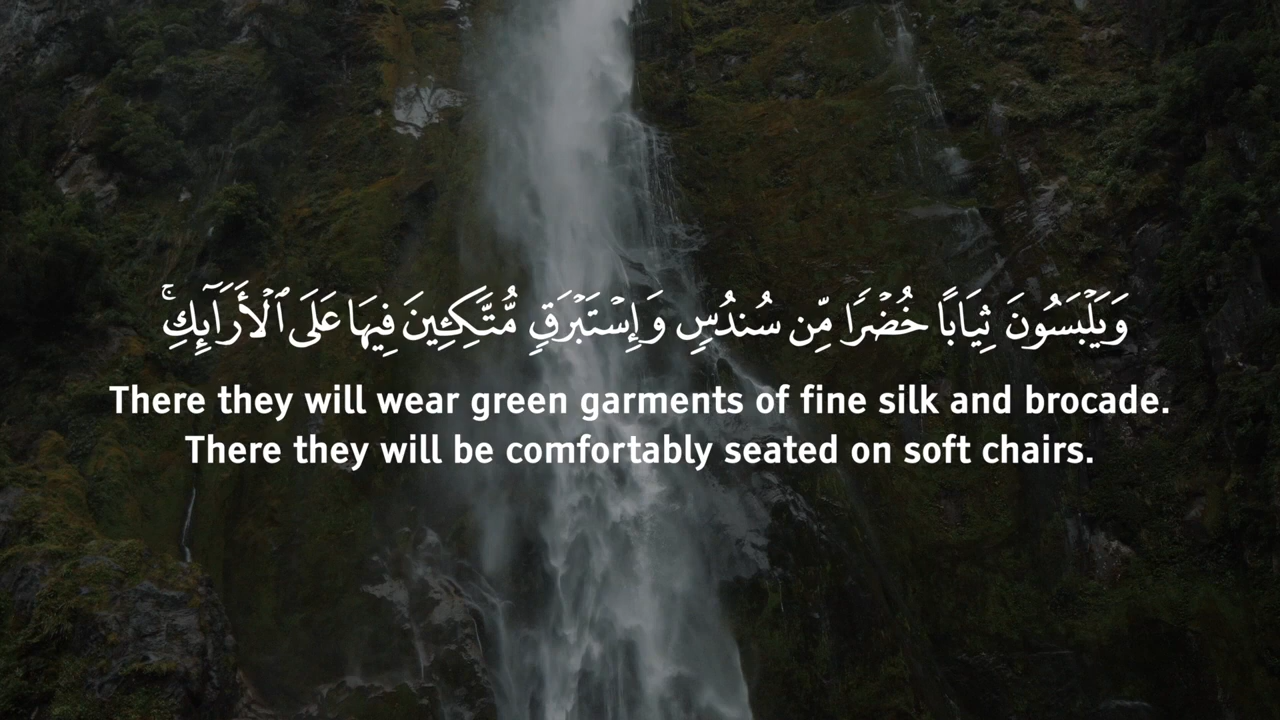 وَيَلْبَسُونَ ثِيَابًا خُضْرًا مِّن سُندُسٍ وَإِسْتَبْرَقٍ مُّتَّكِـِٔينَ فِيهَا عَلَى ٱلْأَرَآئِكِ ۚ
There they will wear green garments of fine silk and brocade.
There they will be comfortably seated on soft chairs.